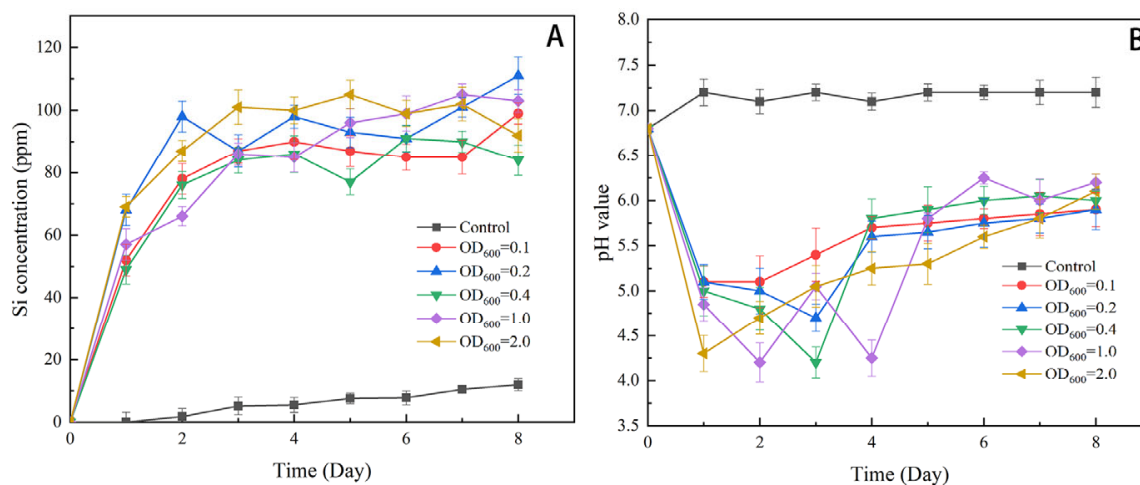 A
Si concentration (ppm)
120
100
80
60
40
20
0
Control
OD600=0.1
OD600=0.2
OD600=0.4
OD600=1.0
OD600=2.0
0 2 4 6 8
Time (Day)
B
pH value
8.0
7.5
7.0
6.5
6.0
5.5
5.0
4.5
4.0
3.5
Control
OD600=0.1
OD600=0.2
OD600=0.4
OD600=1.0
OD600=2.0
0 2 4 6 8
Time (Day)